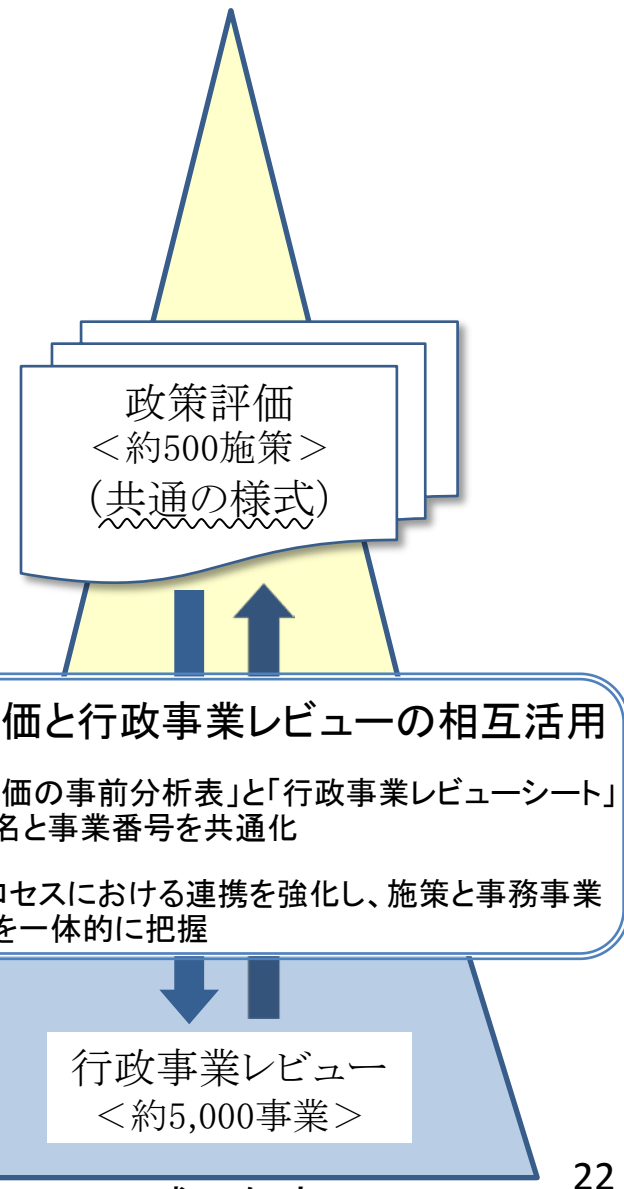 政策評価
＜約500施策＞
（共通の様式）
価と行政事業レビューの相互活用
価の事前分析表」と「行政事業レビューシート」
名と事業番号を共通化
ロセスにおける連携を強化し、施策と事務事業
を一体的に把握
行政事業レビュー
＜約5,000事業＞
22